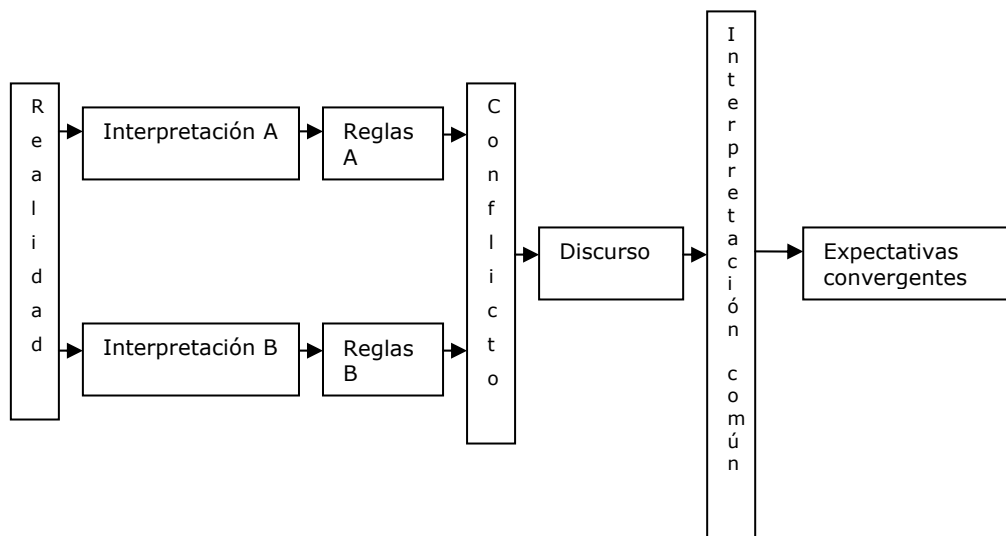 Realidad
Interpretación A
Reglas
A
Conflicto
Discurso
Interpretación común
Expectativas
convergentes
Interpretación B
Reglas
B